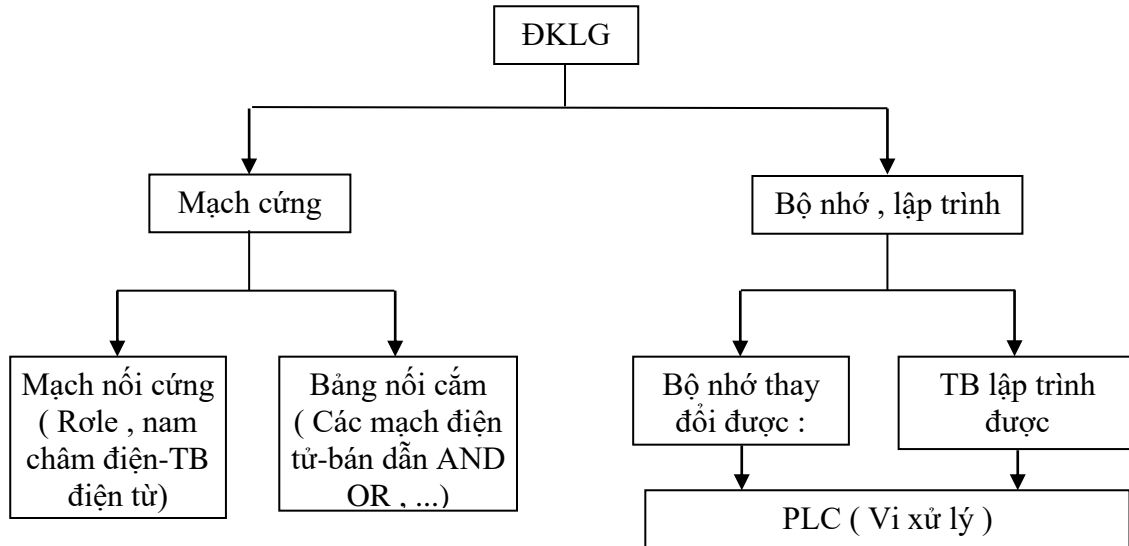 ĐKLG
Mạch cứng
Bộ nhớ , lập trình
Mạch nối cứng
( Rơle , nam
châm điện-TB
điện từ)
Bảng nối cắm
( Các mạch điện
tử-bán dẫn AND
OR , ...)
Bộ nhớ thay
đổi được :
TB lập trình
được
PLC ( Vi xử lý )